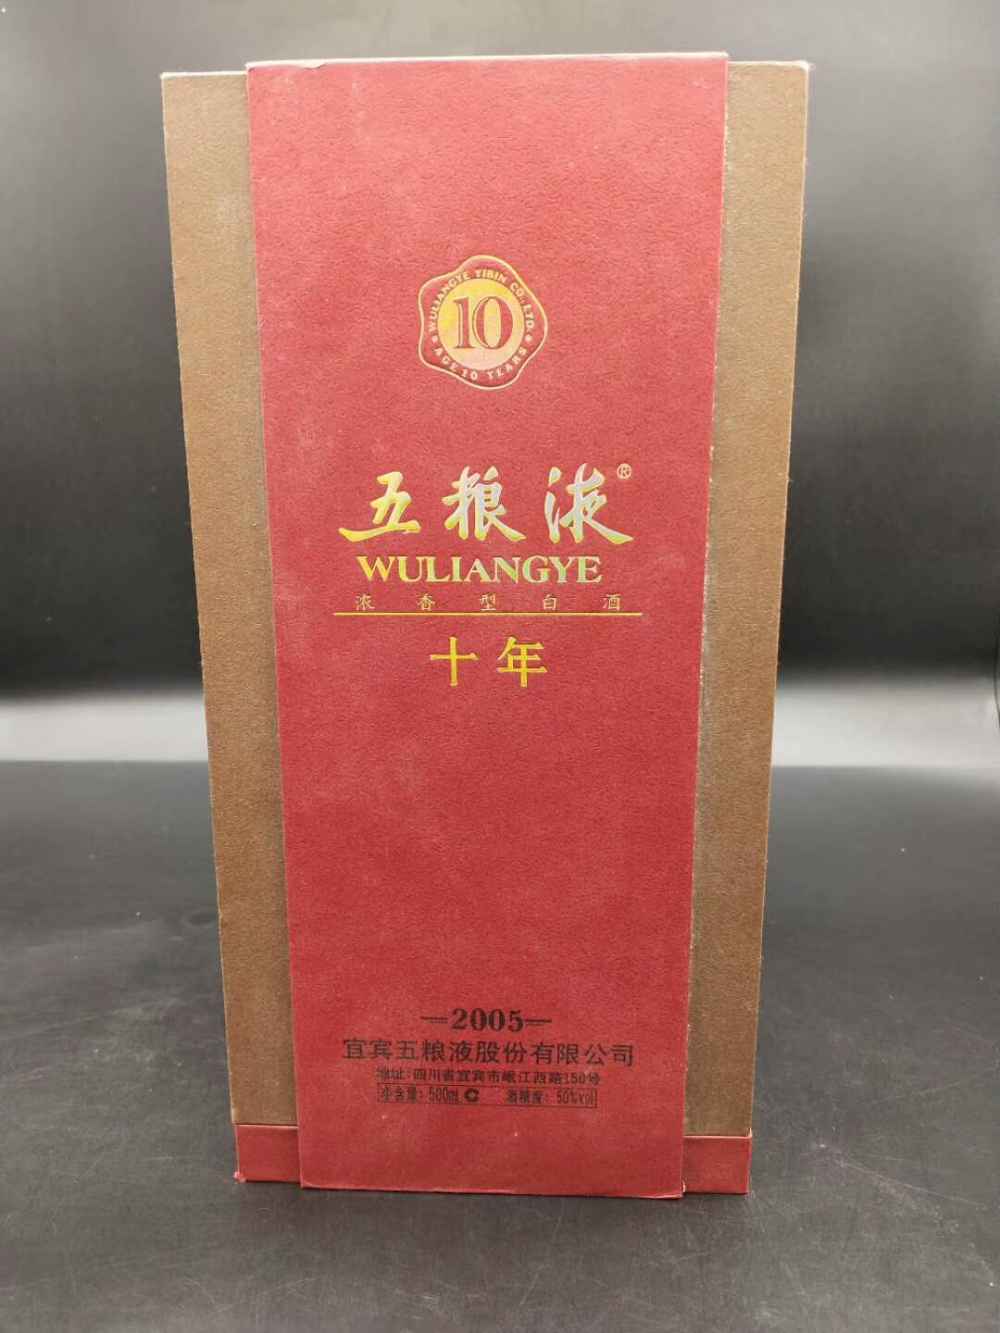 WULIANGYE YIBIN CO., LTD.
10
AGE 10 YEARS
五粮液®
WULIANGYE
浓香型白酒
十年
—2005—
宜宾五粮液股份有限公司
地址:四川省宜宾市岷江西路150号
净含量: 500ml C 酒精度: 50%vol